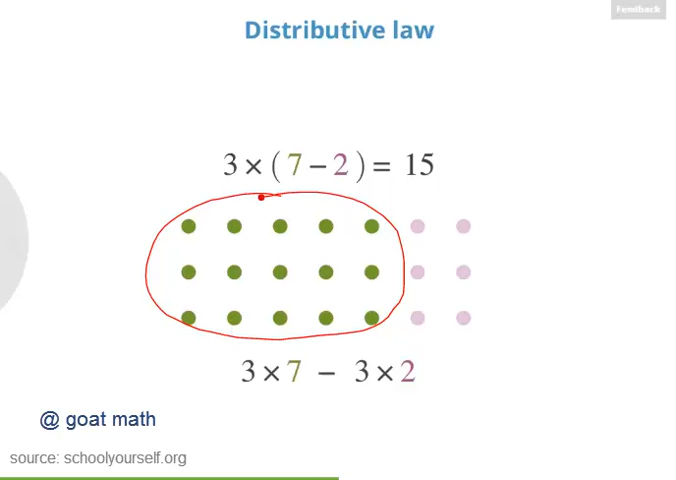 Feedback
Distributive law
3 × ( 7 − 2 ) = 15
3 × 7 − 3 × 2
@ goat math
source: schoolyourself.org